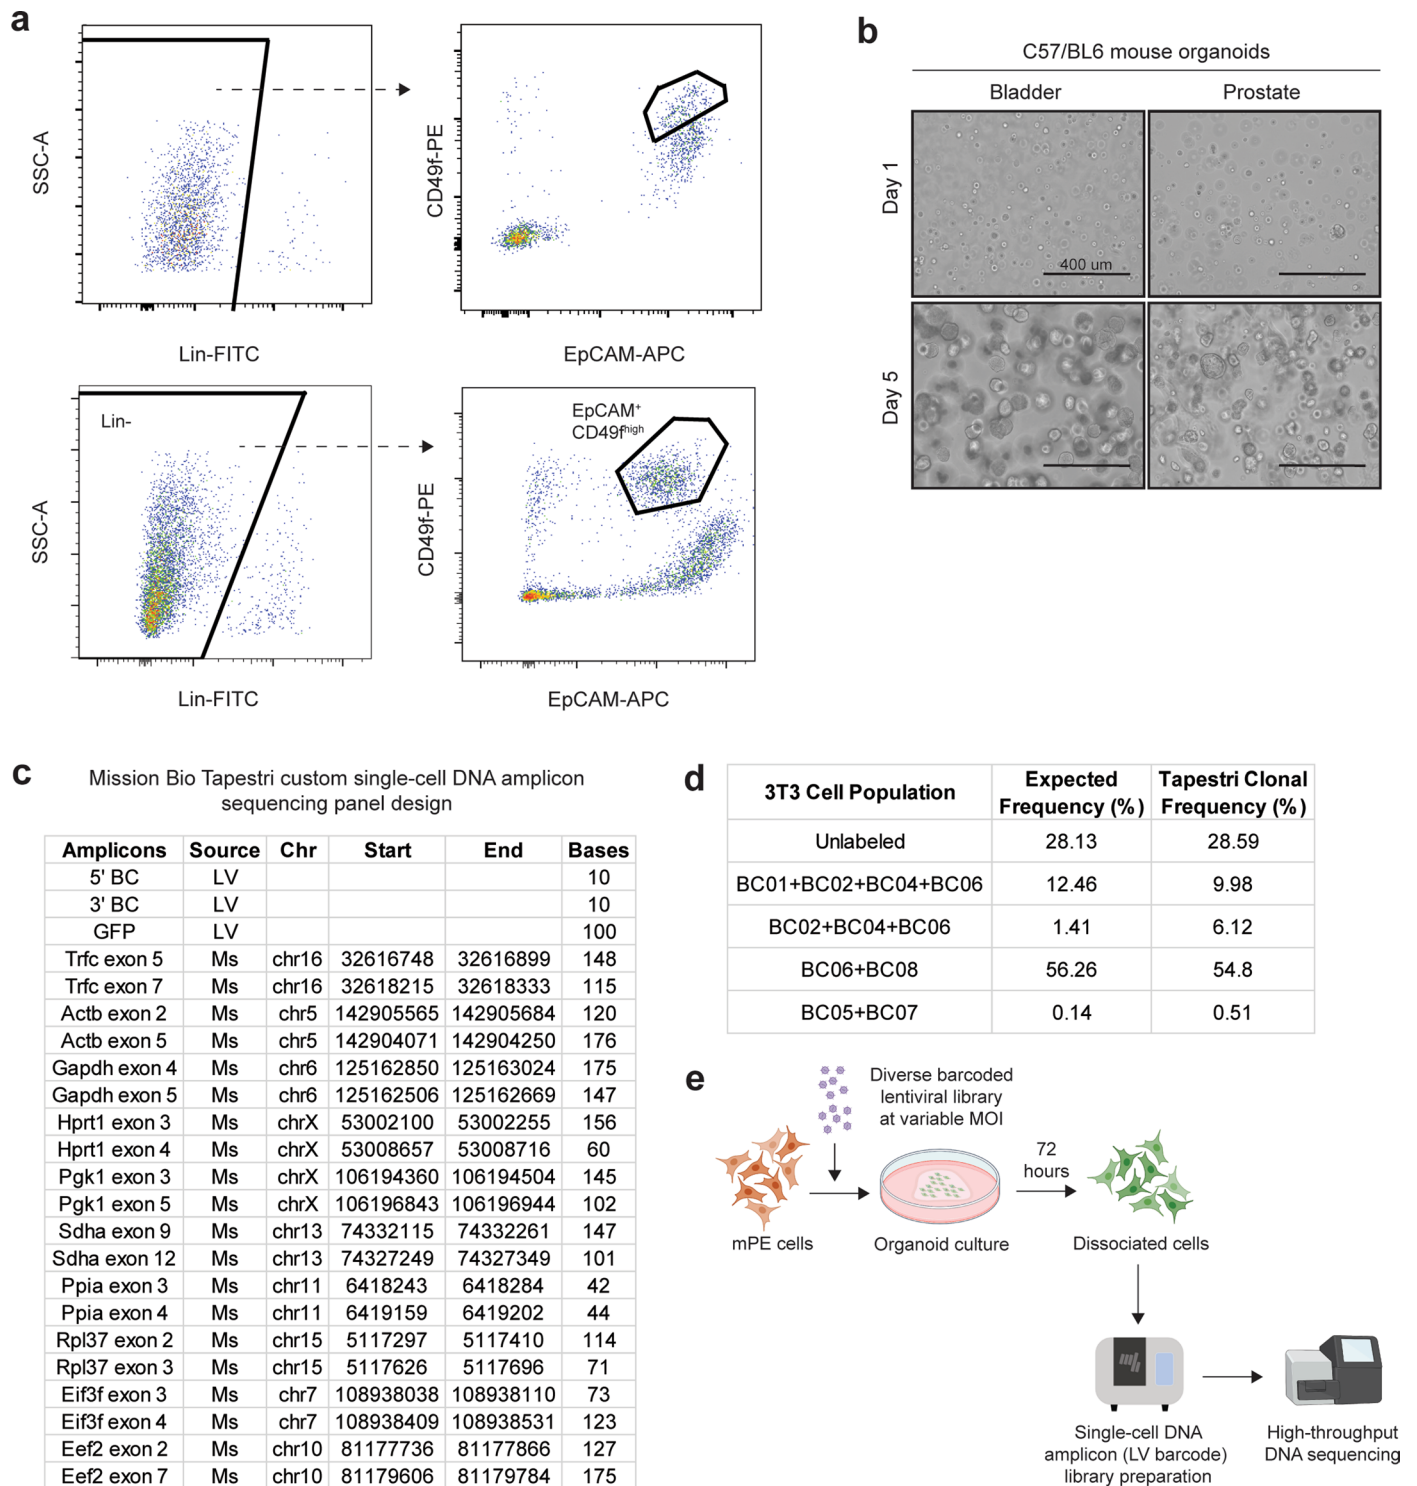 a
SSC-A
Lin-FITC
CD49f-PE
EpCAM-APC
Lin-
SSC-A
Lin-FITC
EpCAM+
CD49fhigh
CD49f-PE
EpCAM-APC
b
C57/BL6 mouse organoids
Bladder
Prostate
Day 1
400 um
Day 5
c
Mission Bio Tapestri custom single-cell DNA amplicon
sequencing panel design
Amplicons Source Chr Start End Bases
5' BC LV 10
3' BC LV 10
GFP LV 100
Trfc exon 5 Ms chr16 32616748 32616899 148
Trfc exon 7 Ms chr16 32618215 32618333 115
Actb exon 2 Ms chr5 142905565 142905684 120
Actb exon 5 Ms chr5 142904071 142904250 176
Gapdh exon 4 Ms chr6 125162850 125163024 175
Gapdh exon 5 Ms chr6 125162506 125162669 147
Hprt1 exon 3 Ms chrX 53002100 53002255 156
Hprt1 exon 4 Ms chrX 53008657 53008716 60
Pgk1 exon 3 Ms chrX 106194360 106194504 145
Pgk1 exon 5 Ms chrX 106196843 106196944 102
Sdha exon 9 Ms chr13 74332115 74332261 147
Sdha exon 12 Ms chr13 74327249 74327349 101
Ppia exon 3 Ms chr11 6418243 6418284 42
Ppia exon 4 Ms chr11 6419159 6419202 44
Rpl37 exon 2 Ms chr15 5117297 5117410 114
Rpl37 exon 3 Ms chr15 5117626 5117696 71
Eif3f exon 3 Ms chr7 108938038 108938110 73
Eif3f exon 4 Ms chr7 108938409 108938531 123
Eef2 exon 2 Ms chr10 81177736 81177866 127
Eef2 exon 7 Ms chr10 81179606 81179784 175
d
3T3 Cell Population Expected Frequency (%) Tapestri Clonal Frequency (%)
Unlabeled 28.13 28.59
BC01+BC02+BC04+BC06 12.46 9.98
BC02+BC04+BC06 1.41 6.12
BC06+BC08 56.26 54.8
BC05+BC07 0.14 0.51
e
Diverse barcoded
lentiviral library
at variable MOI
72
hours
mPE cells
Organoid culture
Dissociated cells
Single-cell DNA
amplicon (LV barcode)
library preparation
High-throughput
DNA sequencing